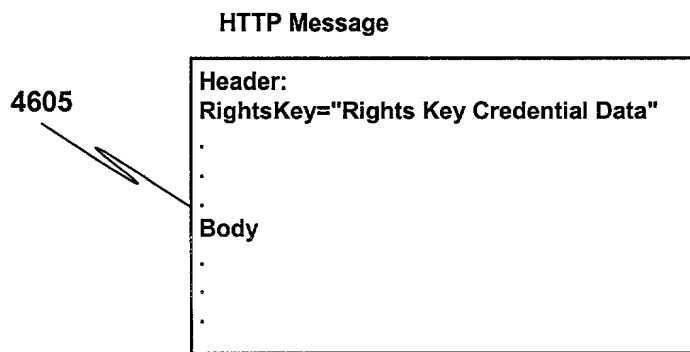 HTTP Message
4605
Header:
RightsKey="Rights Key Credential Data"
.
.
.
Body
.
.
.